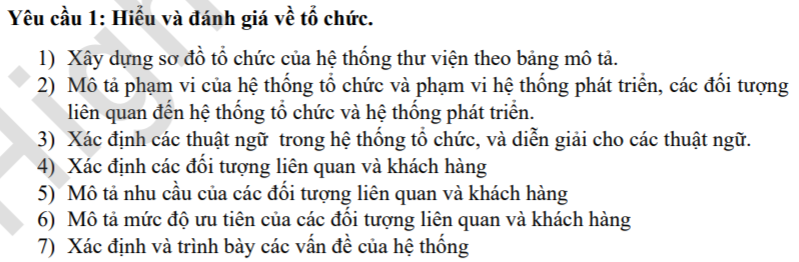 Yêu cầu 1: Hiểu và đánh giá về tổ chức.
1) Xây dựng sơ đồ tổ chức của hệ thống thư viện theo bảng mô tả.
2) Mô tả phạm vi của hệ thống tổ chức và phạm vi hệ thống phát triển, các đối tượng
liên quan đến hệ thống tổ chức và hệ thống phát triển.
3) Xác định các thuật ngữ trong hệ thống tổ chức, và diễn giải cho các thuật ngữ.
4) Xác định các đối tượng liên quan và khách hàng
5) Mô tả nhu cầu của các đối tượng liên quan và khách hàng
6) Mô tả mức độ ưu tiên của các đối tượng liên quan và khách hàng
7) Xác định và trình bày các vấn đề của hệ thống